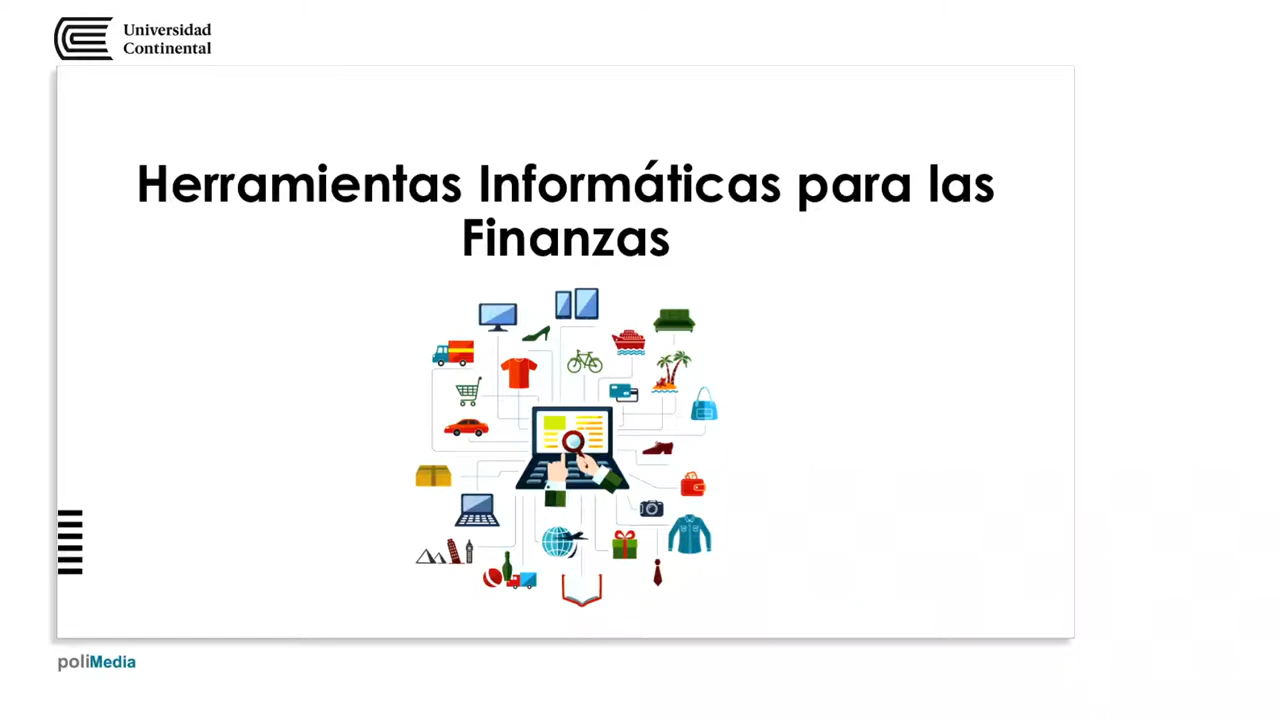 Universidad
Continental
Herramientas Informáticas para las
Finanzas
poliMedia